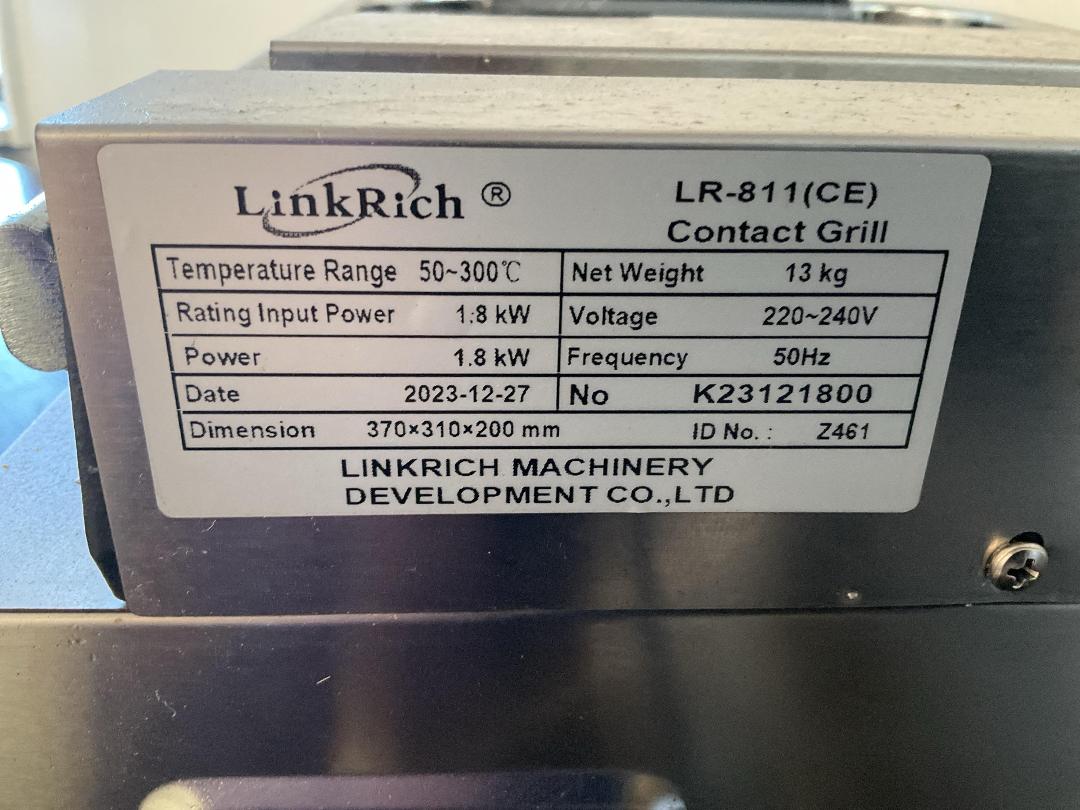 LinkRich ®
LR-811(CE)
Contact Grill
Temperature Range 50~300℃ Net Weight 13 kg
Rating Input Power 1.8 kW Voltage 220~240V
Power 1.8 kW Frequency 50Hz
Date 2023-12-27 No K23121800
Dimension 370×310×200 mm ID No. : Z461
LINKRICH MACHINERY
DEVELOPMENT CO.,LTD